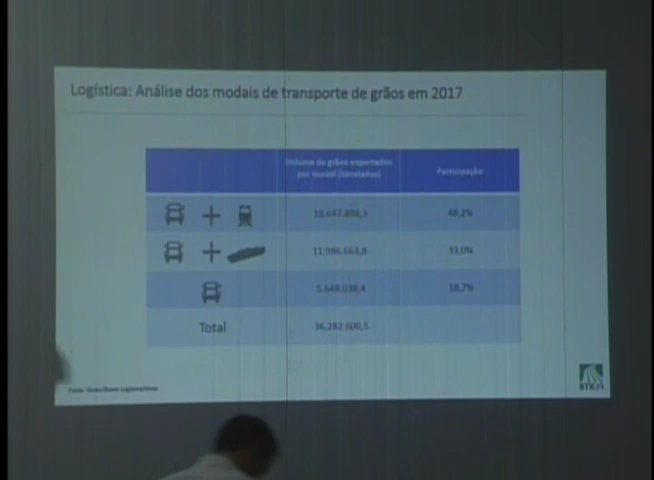 Logística: Análise dos modais de transporte de grãos em 2017
Volume de grãos exportados
por modal (toneladas)
Participação
18.647.898,3
48,2%
11.986.663,8
33,0%
5.648.038,4
18,7%
Total
36.282.600,5
imea